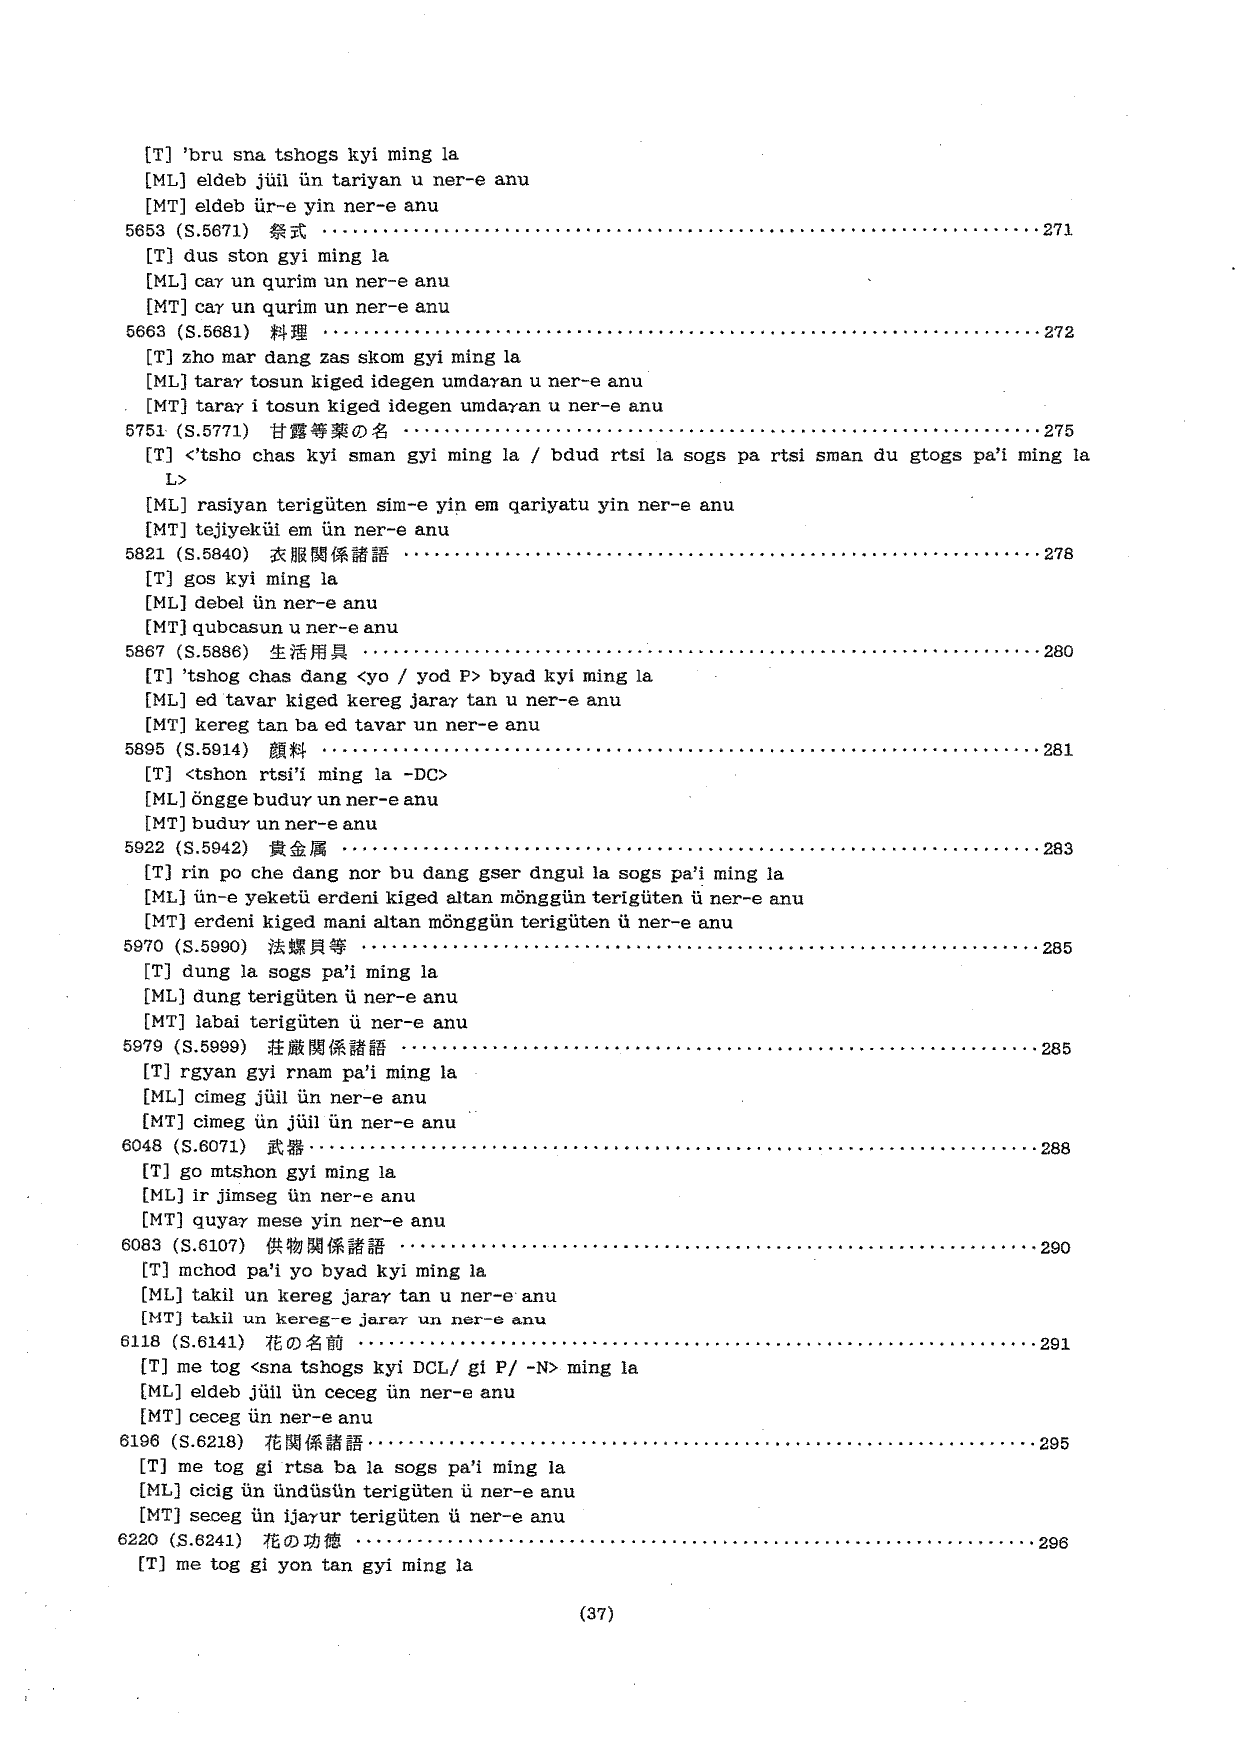 [T] 'bru sna tshogs kyi ming la
[ML] eldeb jüil ün tariyan u ner-e anu
[MT] eldeb ür-e yin ner-e anu
5653 (S.5671) 祭式 ·····271
[T] dus ston gyi ming la
[ML] caγ un qurim un ner-e anu
[MT] caγ un qurim un ner-e anu
5663 (S.5681) 料理 ·····272
[T] zho mar dang zas skom gyi ming la
[ML] taraγ tosun kiged idegen umdaγan u ner-e anu
[MT] taraγ i tosun kiged idegen umdaγan u ner-e anu
5751 (S.5771) 甘露等薬の名 ·····275
[T] <'tsho chas kyi sman gyi ming la / bdud rtsi la sogs pa rtsi sman du gtogs pa'i ming la
L>
[ML] rasiyan terigüten sim-e yin em qariyatu yin ner-e anu
[MT] tejiyeküi em ün ner-e anu
5821 (S.5840) 衣服関係諸語 ·····278
[T] gos kyi ming la
[ML] debel ün ner-e anu
[MT] qubcasun u ner-e anu
5867 (S.5886) 生活用具 ·····280
[T] 'tshog chas dang <yo / yod P> byad kyi ming la
[ML] ed tavar kiged kereg jaraγ tan u ner-e anu
[MT] kereg tan ba ed tavar un ner-e anu
5895 (S.5914) 顔料 ·····281
[T] <tshon rtsi'i ming la -DC>
[ML] öngge buduγ un ner-e anu
[MT] buduγ un ner-e anu
5922 (S.5942) 貴金属 ·····283
[T] rin po che dang nor bu dang gser dngul la sogs pa'i ming la
[ML] ün-e yeketü erdeni kiged altan mönggün terigüten ü ner-e anu
[MT] erdeni kiged mani altan mönggün terigüten ü ner-e anu
5970 (S.5990) 法螺貝等 ·····285
[T] dung la sogs pa'i ming la
[ML] dung terigüten ü ner-e anu
[MT] labai terigüten ü ner-e anu
5979 (S.5999) 荘厳関係諸語 ·····285
[T] rgyan gyi rnam pa'i ming la
[ML] cimeg jüil ün ner-e anu
[MT] cimeg ün jüil ün ner-e anu
6048 (S.6071) 武器·····288
[T] go mtshon gyi ming la
[ML] ir jimseg ün ner-e anu
[MT] quyaγ mese yin ner-e anu
6083 (S.6107) 供物関係諸語 ·····290
[T] mchod pa'i yo byad kyi ming la
[ML] takil un kereg jaraγ tan u ner-e anu
[MT] takil un kereg-e jaraγ un ner-e anu
6118 (S.6141) 花の名前 ·····291
[T] me tog <sna tshogs kyi DCL/ gi P/ -N> ming la
[ML] eldeb jüil ün ceceg ün ner-e anu
[MT] ceceg ün ner-e anu
6196 (S.6218) 花関係諸語·····295
[T] me tog gi rtsa ba la sogs pa'i ming la
[ML] cicig ün ündüsün terigüten ü ner-e anu
[MT] seceg ün ijaγur terigüten ü ner-e anu
6220 (S.6241) 花の功徳 ·····296
[T] me tog gi yon tan gyi ming la
(37)